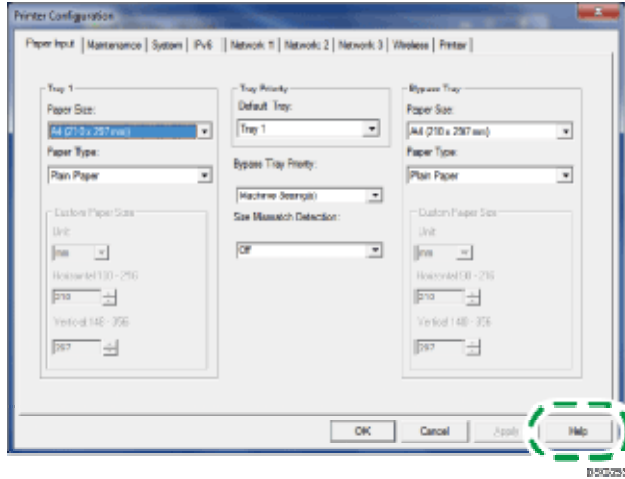 Printer Configuration
Paper Input | Maintenance | System | IPv6 | Network 1 | Network 2 | Network 3 | Wireless | Printer
Tray 1
Paper Size:
A4 (210 x 297 mm)
Paper Type:
Plain Paper
Custom Paper Size
Unit
mm
Horizontal
210
Vertical 148 - 356
297
Tray Priority
Default Tray:
Tray 1
Bypass Tray Priority:
Machine Setting(s)
Size Mismatch Detection:
Off
Bypass Tray
Paper Size:
A4 (210 x 297 mm)
Paper Type:
Plain Paper
Custom Paper Size
Unit
mm
Horizontal
210
Vertical 148 - 356
297
OK
Cancel
Apply
Help